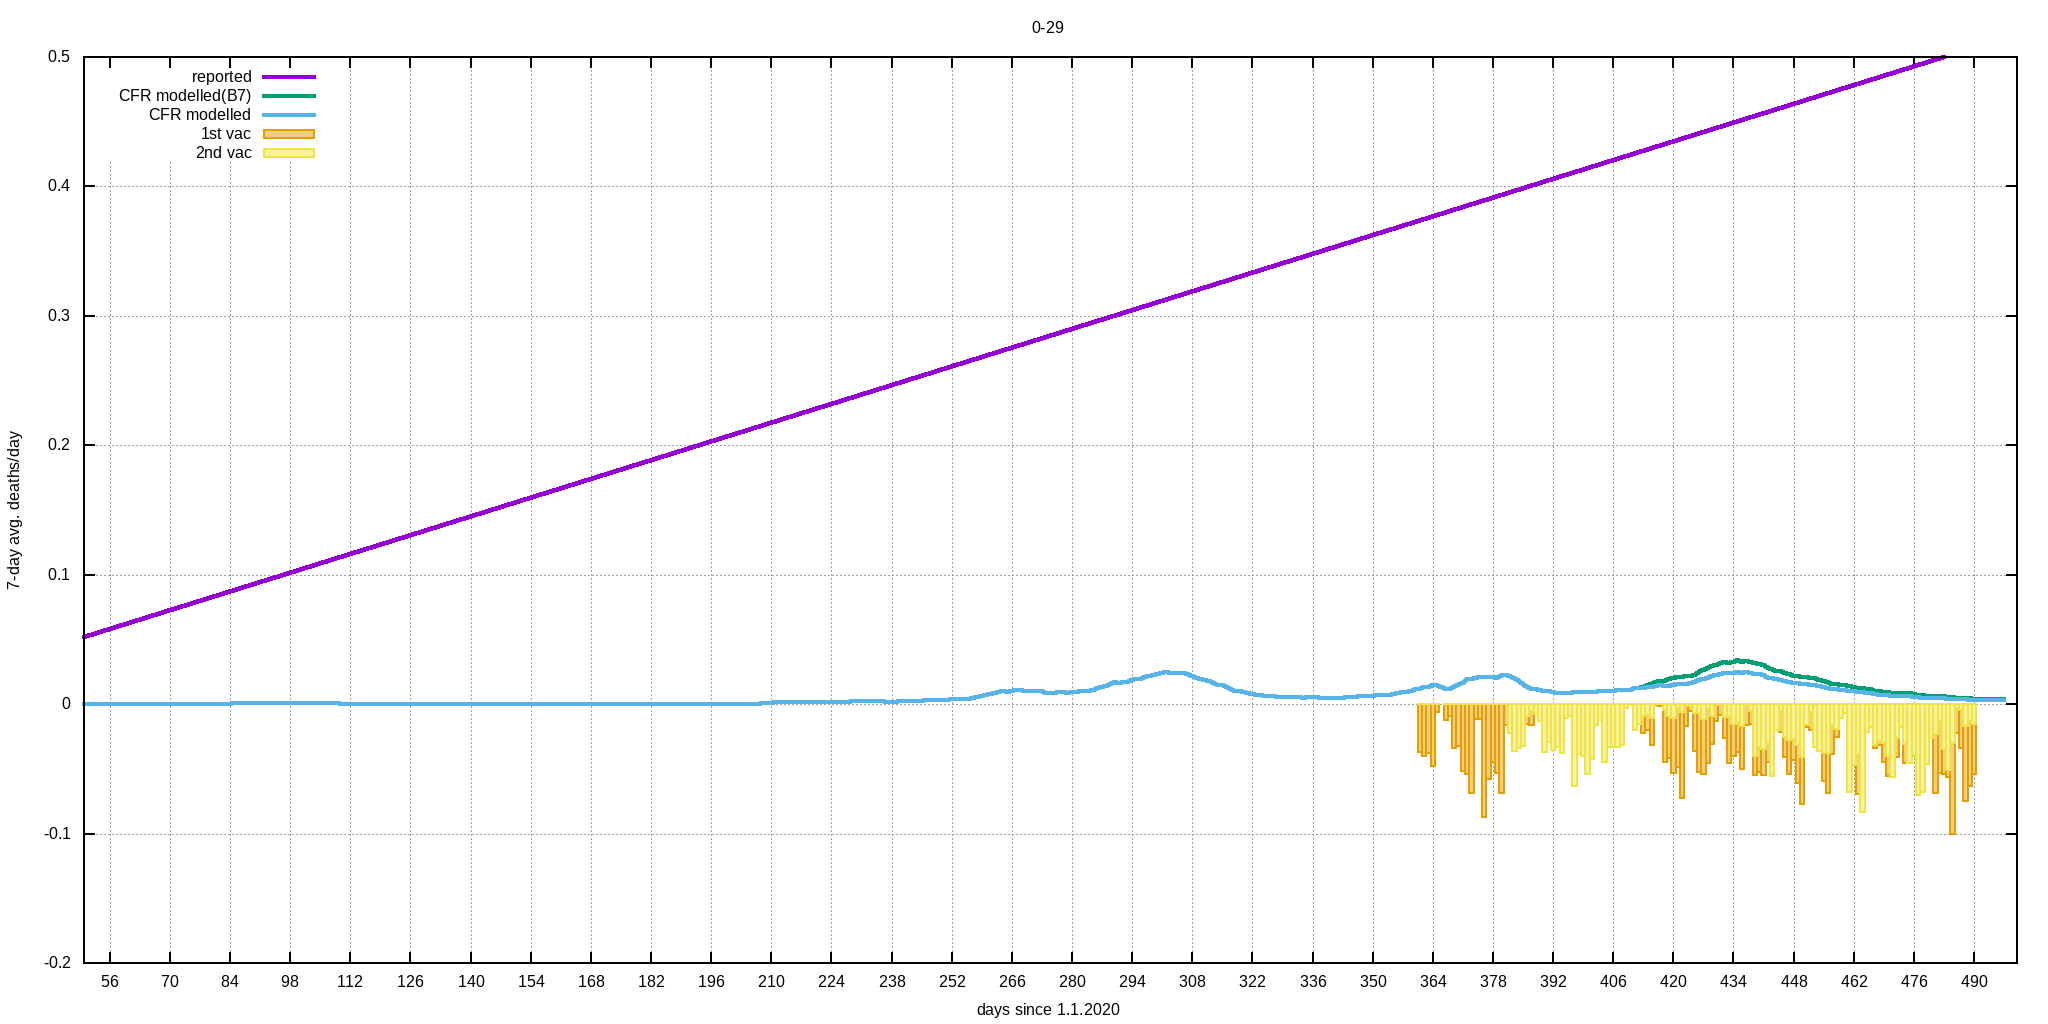 0-29
0.5
0.4
0.3
0.2
0.1
0
-0.1
-0.2
7-day avg. deaths/day
reported
CFR modelled(B7)
CFR modelled
1st vac
2nd vac
56 70 84 98 112 126 140 154 168 182 196 210 224 238 252 266 280 294 308 322 336 350 364 378 392 406 420 434 448 462 476 490
days since 1.1.2020